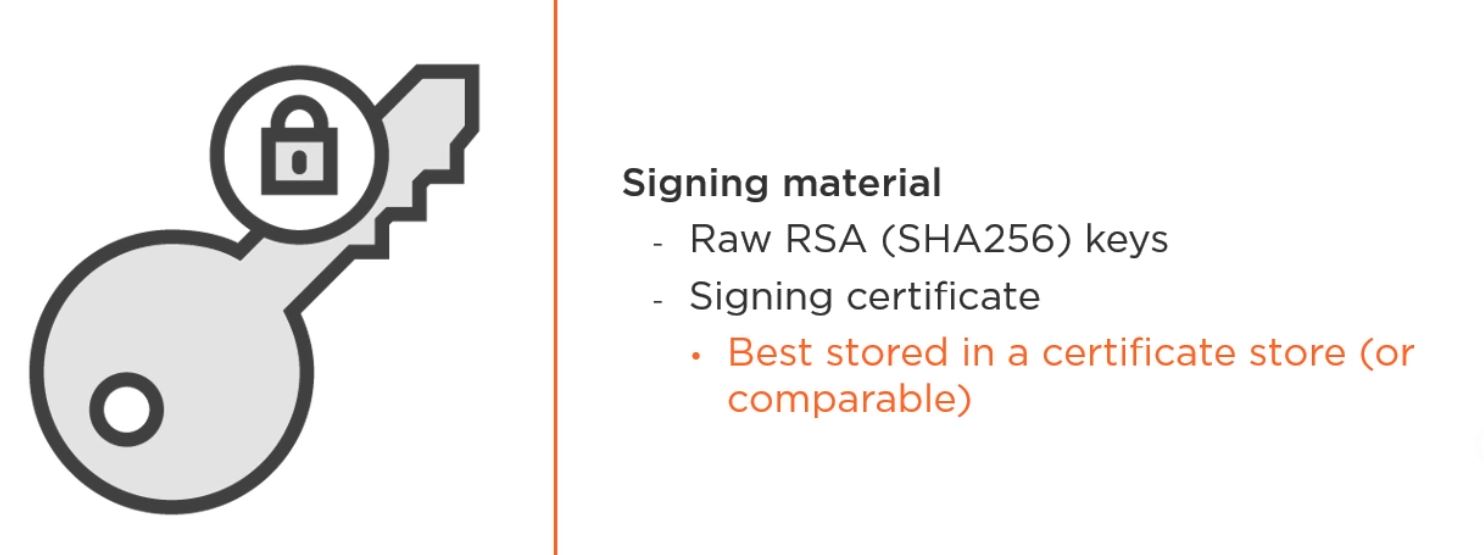 Signing material
- Raw RSA (SHA256) keys
- Signing certificate
• Best stored in a certificate store (or
comparable)